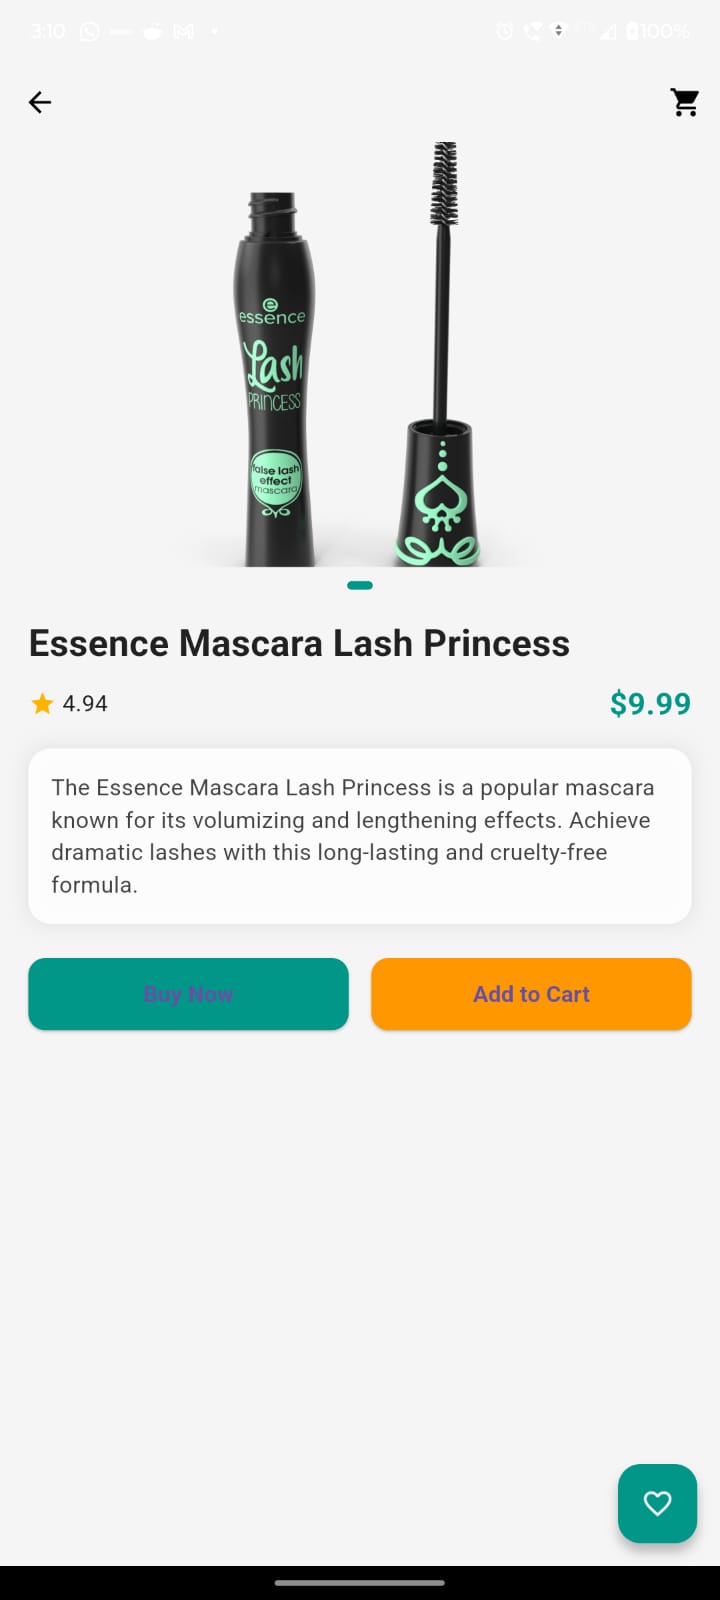 3:10 100%
essence
Lash
PRINCESS
false lash
effect
mascara
Essence Mascara Lash Princess
4.94 $9.99
The Essence Mascara Lash Princess is a popular mascara
known for its volumizing and lengthening effects. Achieve
dramatic lashes with this long-lasting and cruelty-free
formula.
Buy Now Add to Cart